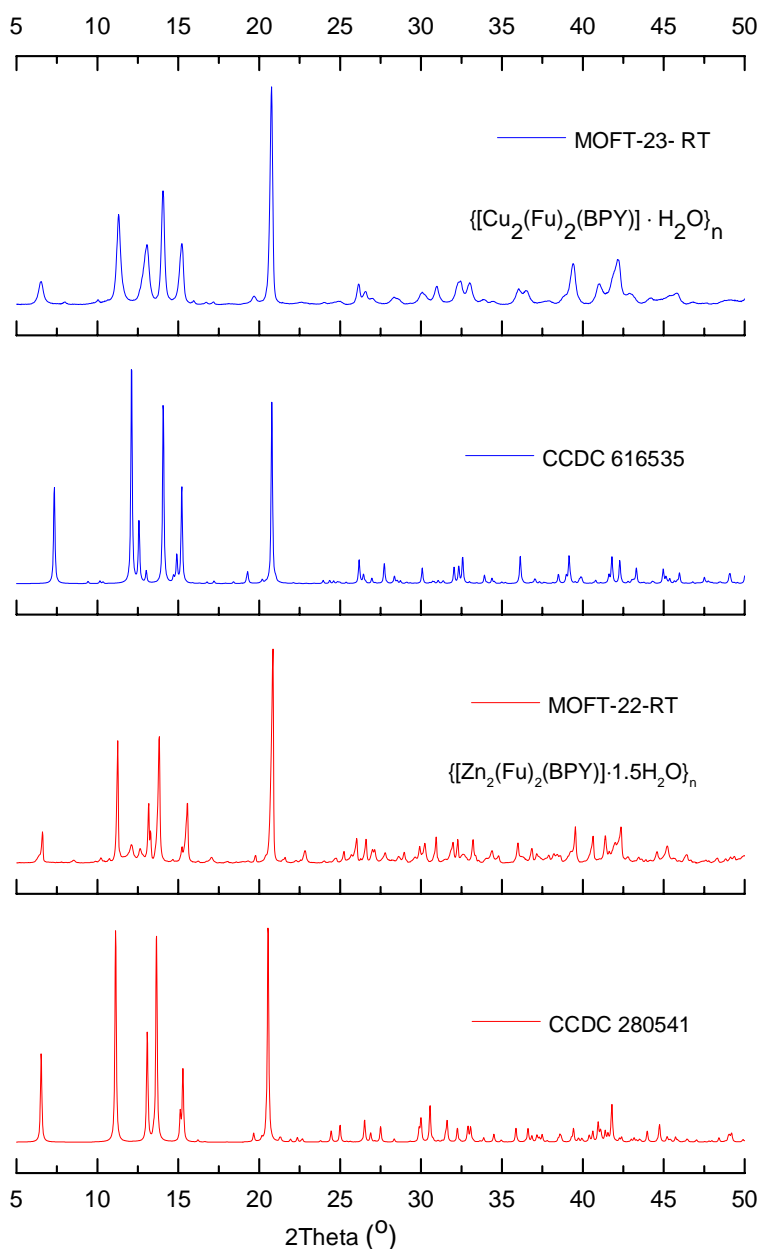 5 10 15 20 25 30 35 40 45 50
MOFT-23- RT
{[Cu2(Fu)2(BPY)] · H2O}n
CCDC 616535
MOFT-22-RT
{[Zn2(Fu)2(BPY)]·1.5H2O}n
CCDC 280541
5 10 15 20 25 30 35 40 45 50
2Theta (O)